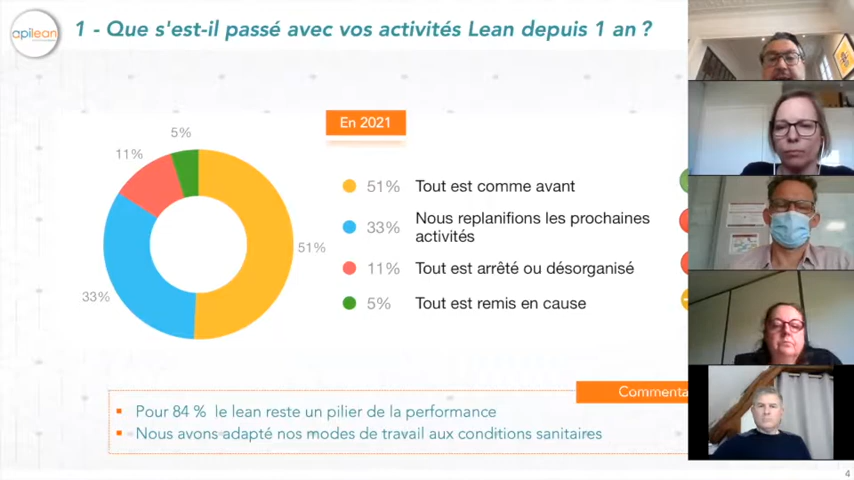 apilean
1 - Que s'est-il passé avec vos activités Lean depuis 1 an ?
En 2021
5%
11%
51%
33%
51% Tout est comme avant
33% Nous replanifions les prochaines
activités
11% Tout est arrêté ou désorganisé
5% Tout est remis en cause
Commenta
Pour 84 % le lean reste un pilier de la performance
Nous avons adapté nos modes de travail aux conditions sanitaires
4